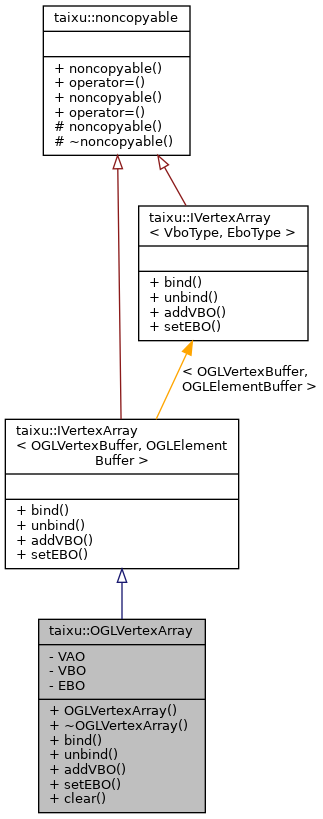 taixu::noncopyable
+ noncopyable()
+ operator=()
+ noncopyable()
+ operator=()
# noncopyable()
# ~noncopyable()
taixu::IVertexArray
< VboType, EboType >
+ bind()
+ unbind()
+ addVBO()
+ setEBO()
< OGLVertexBuffer,
OGLElementBuffer >
taixu::IVertexArray
< OGLVertexBuffer, OGLElement
Buffer >
+ bind()
+ unbind()
+ addVBO()
+ setEBO()
taixu::OGLVertexArray
- VAO
- VBO
- EBO
+ OGLVertexArray()
+ ~OGLVertexArray()
+ bind()
+ unbind()
+ addVBO()
+ setEBO()
+ clear()